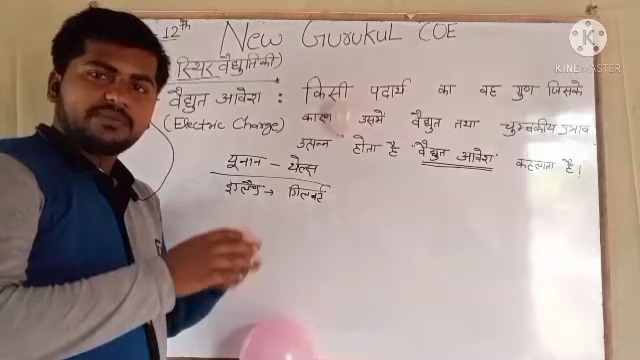 12th New Gurukul COE
स्थिर वैद्युतिकी)
वैद्युत आवेश : किसी पदार्थ का वह गुण जिसके
(Electric Charge) कारण उसमें वैद्युत तथा चुम्बकीय प्रभाव
उत्पन्न होता है 'वैद्युत आवेश' कहलाता है।
यूनान - थेल्स
इंग्लैण्ड → गिलबर्ट
K
KINEMASTER